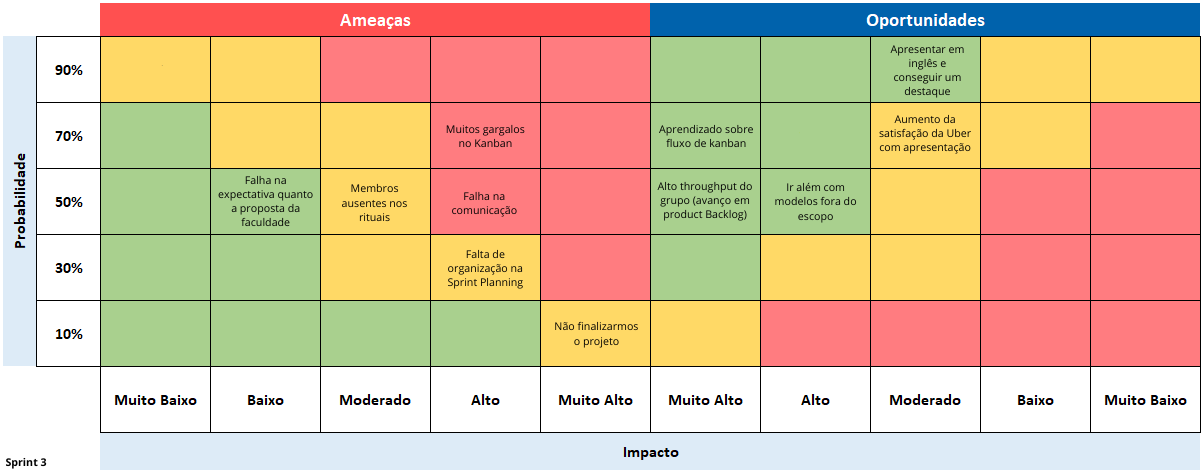 Ameaças
Oportunidades
Probabilidade
90%
Apresentar em
inglês e
conseguir um
destaque
70%
Muitos gargalos
no Kanban
Aprendizado sobre
fluxo de kanban
Aumento da
satisfação da Uber
com apresentação
50%
Falha na
expectativa quanto
a proposta da
faculdade
Membros
ausentes nos
rituais
Falha na
comunicação
Alto throughput do
grupo (avanço em
product Backlog)
Ir além com
modelos fora do
escopo
30%
Falta de
organização na
Sprint Planning
10%
Não finalizarmos
o projeto
Muito Baixo
Baixo
Moderado
Alto
Muito Alto
Muito Alto
Alto
Moderado
Baixo
Muito Baixo
Impacto
Sprint 3